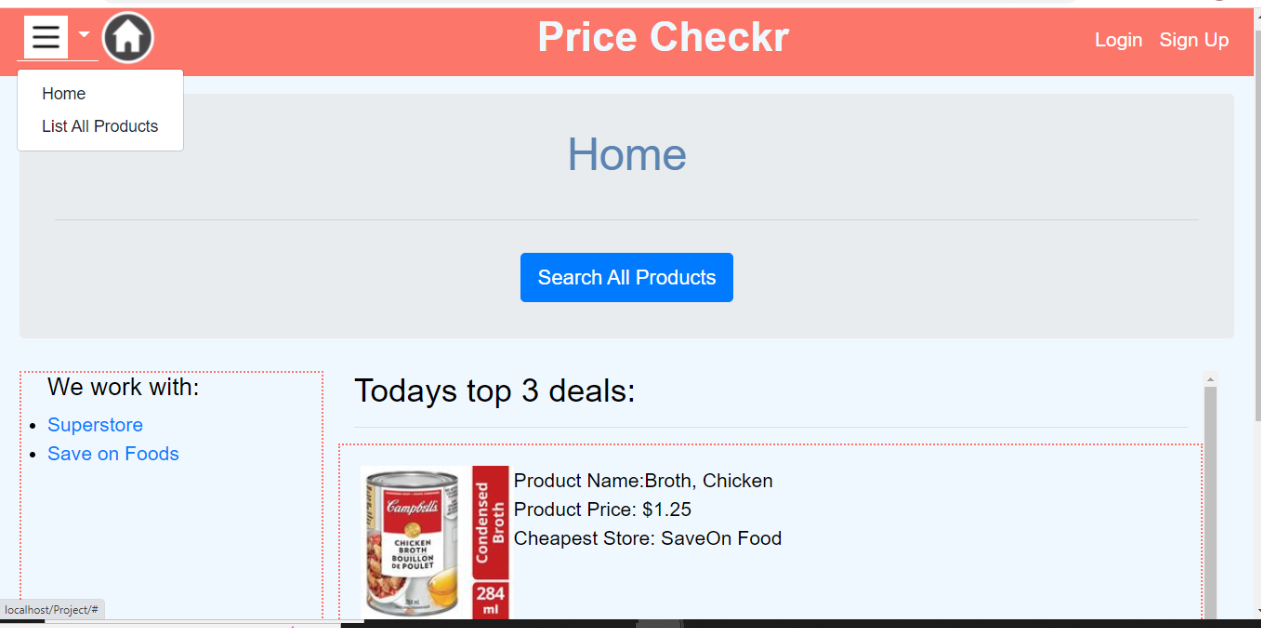 Price Checkr
Login Sign Up
Home
List All Products
Home
Search All Products
We work with:
Superstore
Save on Foods
Todays top 3 deals:
Campbell's
CHICKEN
BROTH
BOUILLON
DE POULET
Condensed
Broth
284
ml
Product Name:Broth, Chicken
Product Price: $1.25
Cheapest Store: SaveOn Food
localhost/Project/#